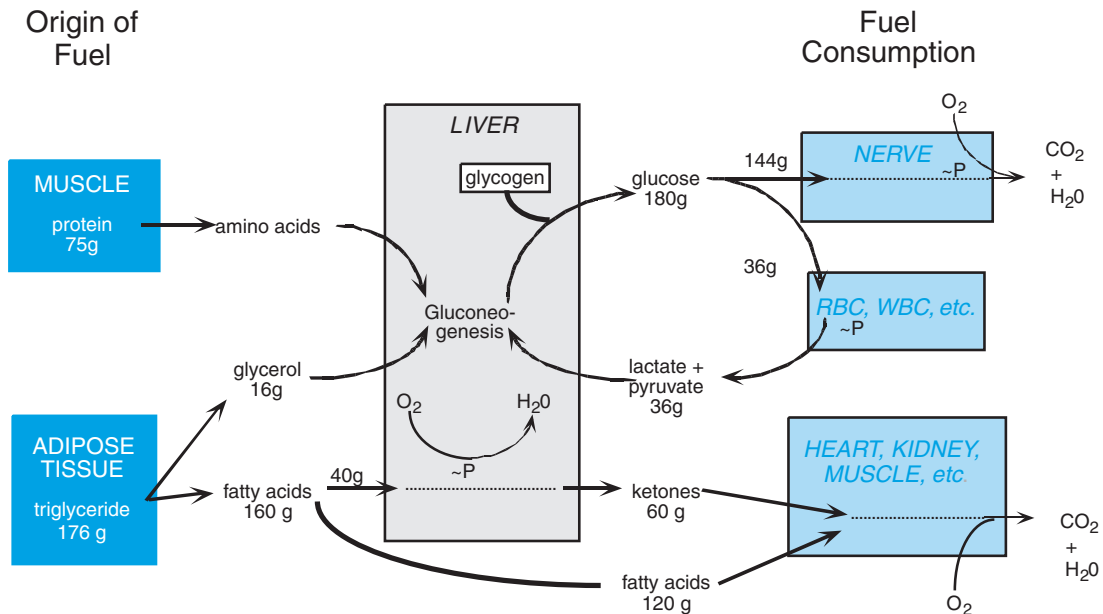 Origin of
Fuel
Fuel
Consumption
LIVER
O₂
NERVE
~P
CO₂
+
H₂0
MUSCLE
protein
75g
amino acids
glycogen
glucose
180g
144g
36g
RBC, WBC, etc.
~P
Gluconeo-
genesis
glycerol
16g
lactate +
pyruvate
36g
O₂
H₂0
~P
ADIPOSE
TISSUE
triglyceride
176 g
fatty acids
160 g
40g
ketones
60 g
HEART, KIDNEY,
MUSCLE, etc.
CO₂
+
H₂0
fatty acids
120 g
O₂